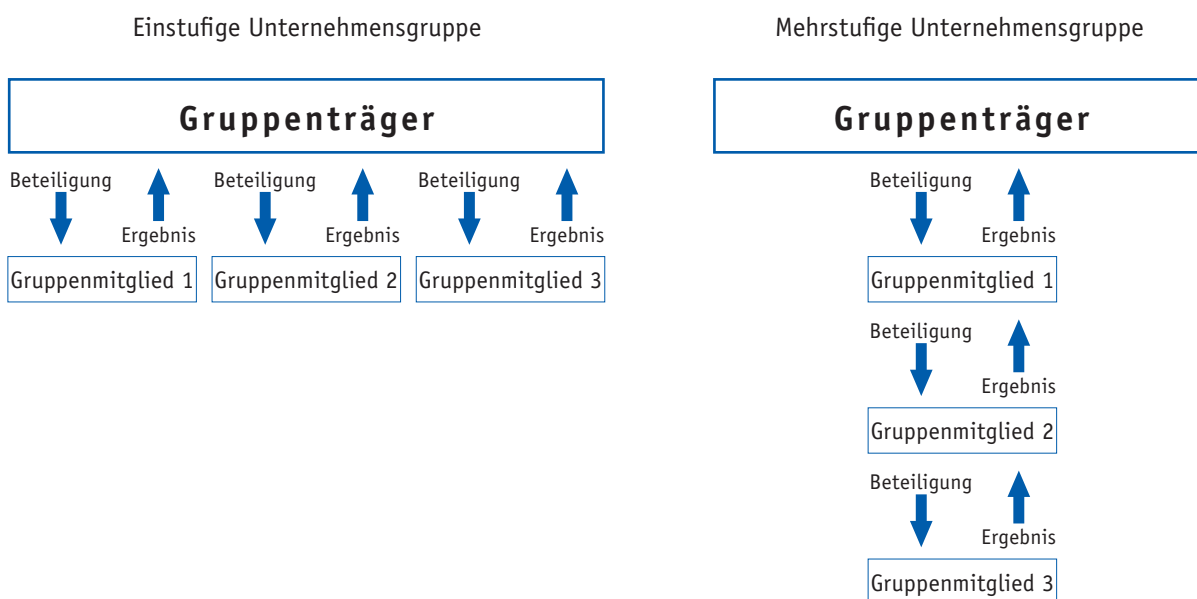 Einstufige Unternehmensgruppe
Gruppenträger
Beteiligung Beteiligung Beteiligung
Ergebnis Ergebnis Ergebnis
Gruppenmitglied 1 Gruppenmitglied 2 Gruppenmitglied 3
Mehrstufige Unternehmensgruppe
Gruppenträger
Beteiligung
Ergebnis
Gruppenmitglied 1
Beteiligung
Ergebnis
Gruppenmitglied 2
Beteiligung
Ergebnis
Gruppenmitglied 3